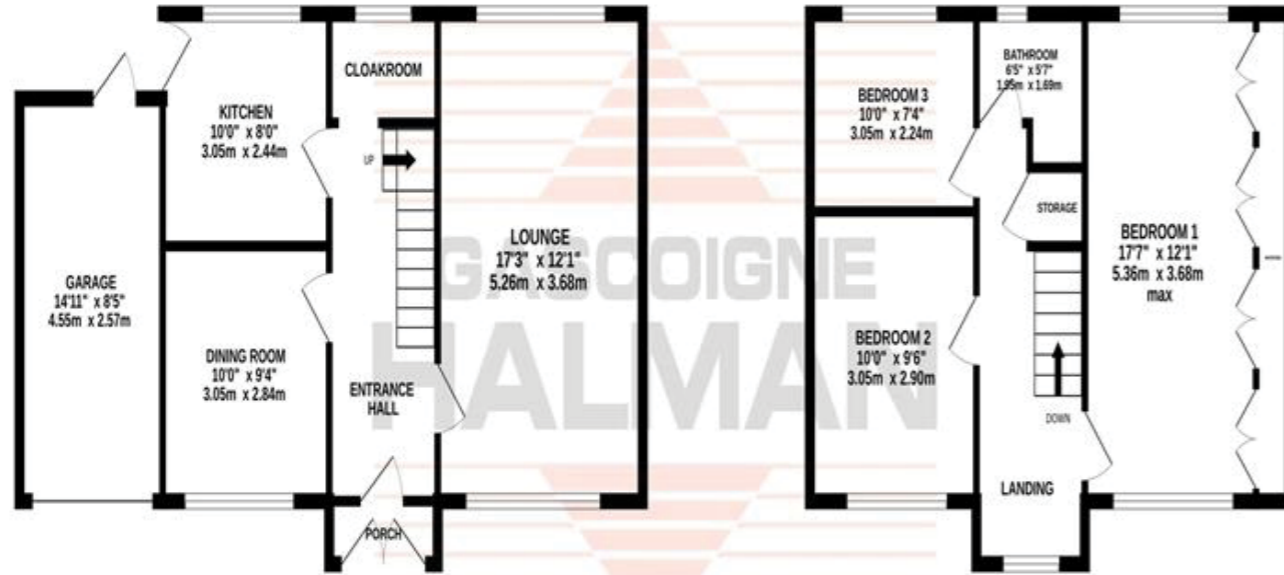 CLOAKROOM
KITCHEN
10'0" x 8'0"
3.05m x 2.44m
UP
LOUNGE
17'3" x 12'1"
5.26m x 3.68m
GARAGE
14'11" x 8'5"
4.55m x 2.57m
DINING ROOM
10'0" x 9'4"
3.05m x 2.84m
ENTRANCE
HALL
PORCH
BATHROOM
6'5" x 5'7"
1.95m x 1.69m
BEDROOM 3
10'0" x 7'4"
3.05m x 2.24m
STORAGE
BEDROOM 1
17'7" x 12'1"
5.36m x 3.68m
max
BEDROOM 2
10'0" x 9'6"
3.05m x 2.90m
DOWN
LANDING
GASCOIGNE
HALMAN